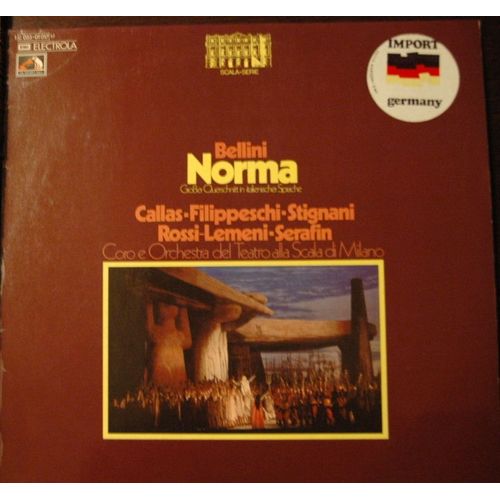 EMI ELECTROLA
SCALA-SERIE
IMPORT
germany
Bellini
Norma
Großer Querschnitt in italienischer Sprache
Callas·Filippeschi·Stignani
Rossi-Lemeni·Serafin
Coro e Orchestra del Teatro alla Scala di Milano